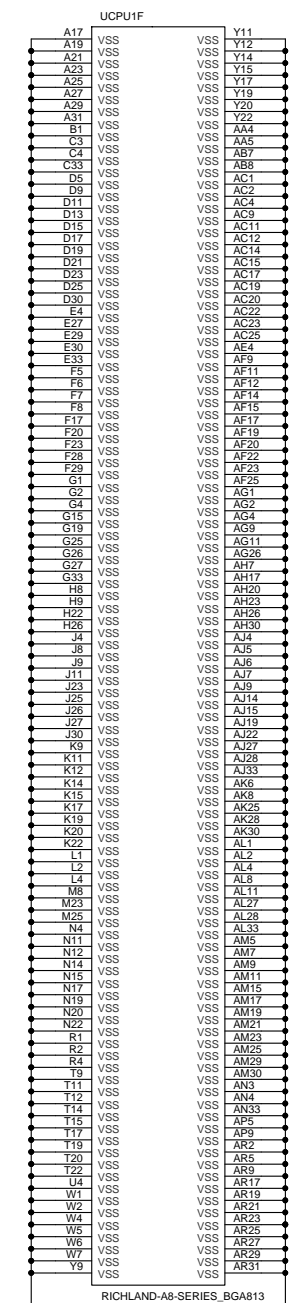 UCPU1F
A17 VSS VSS Y11
A19 VSS VSS Y12
A21 VSS VSS Y14
A23 VSS VSS Y15
A25 VSS VSS Y17
A27 VSS VSS Y19
A29 VSS VSS Y20
A31 VSS VSS Y22
B1 VSS VSS AA4
C3 VSS VSS AA5
C4 VSS VSS AB7
C33 VSS VSS AB8
D5 VSS VSS AC1
D9 VSS VSS AC2
D11 VSS VSS AC4
D13 VSS VSS AC9
D15 VSS VSS AC11
D17 VSS VSS AC12
D19 VSS VSS AC14
D21 VSS VSS AC15
D23 VSS VSS AC17
D25 VSS VSS AC19
D30 VSS VSS AC20
E4 VSS VSS AC22
E27 VSS VSS AC23
E29 VSS VSS AC25
E30 VSS VSS AE4
E33 VSS VSS AF9
F5 VSS VSS AF11
F6 VSS VSS AF12
F7 VSS VSS AF14
F8 VSS VSS AF15
F17 VSS VSS AF17
F20 VSS VSS AF19
F23 VSS VSS AF20
F28 VSS VSS AF22
F29 VSS VSS AF23
G1 VSS VSS AF25
G2 VSS VSS AG1
G4 VSS VSS AG2
G15 VSS VSS AG4
G19 VSS VSS AG9
G25 VSS VSS AG11
G26 VSS VSS AG26
G27 VSS VSS AH7
G33 VSS VSS AH17
H8 VSS VSS AH20
H9 VSS VSS AH23
H22 VSS VSS AH26
H26 VSS VSS AH30
J4 VSS VSS AJ4
J8 VSS VSS AJ5
J9 VSS VSS AJ6
J11 VSS VSS AJ7
J23 VSS VSS AJ9
J25 VSS VSS AJ14
J26 VSS VSS AJ15
J27 VSS VSS AJ19
J30 VSS VSS AJ22
K9 VSS VSS AJ27
K11 VSS VSS AJ28
K12 VSS VSS AJ33
K14 VSS VSS AK6
K15 VSS VSS AK8
K17 VSS VSS AK25
K19 VSS VSS AK28
K20 VSS VSS AK30
K22 VSS VSS AL1
L1 VSS VSS AL2
L2 VSS VSS AL4
L4 VSS VSS AL8
M8 VSS VSS AL11
M23 VSS VSS AL27
M25 VSS VSS AL28
N4 VSS VSS AL33
N11 VSS VSS AM5
N12 VSS VSS AM7
N14 VSS VSS AM9
N15 VSS VSS AM11
N17 VSS VSS AM15
N19 VSS VSS AM17
N20 VSS VSS AM19
N22 VSS VSS AM21
R1 VSS VSS AM23
R2 VSS VSS AM25
R4 VSS VSS AM29
T9 VSS VSS AM30
T11 VSS VSS AN3
T12 VSS VSS AN4
T14 VSS VSS AN33
T15 VSS VSS AP5
T17 VSS VSS AP9
T19 VSS VSS AR2
T20 VSS VSS AR5
T22 VSS VSS AR9
U4 VSS VSS AR17
W1 VSS VSS AR19
W2 VSS VSS AR21
W4 VSS VSS AR23
W5 VSS VSS AR25
W6 VSS VSS AR27
W7 VSS VSS AR29
Y9 VSS VSS AR31
RICHLAND-A8-SERIES_BGA813